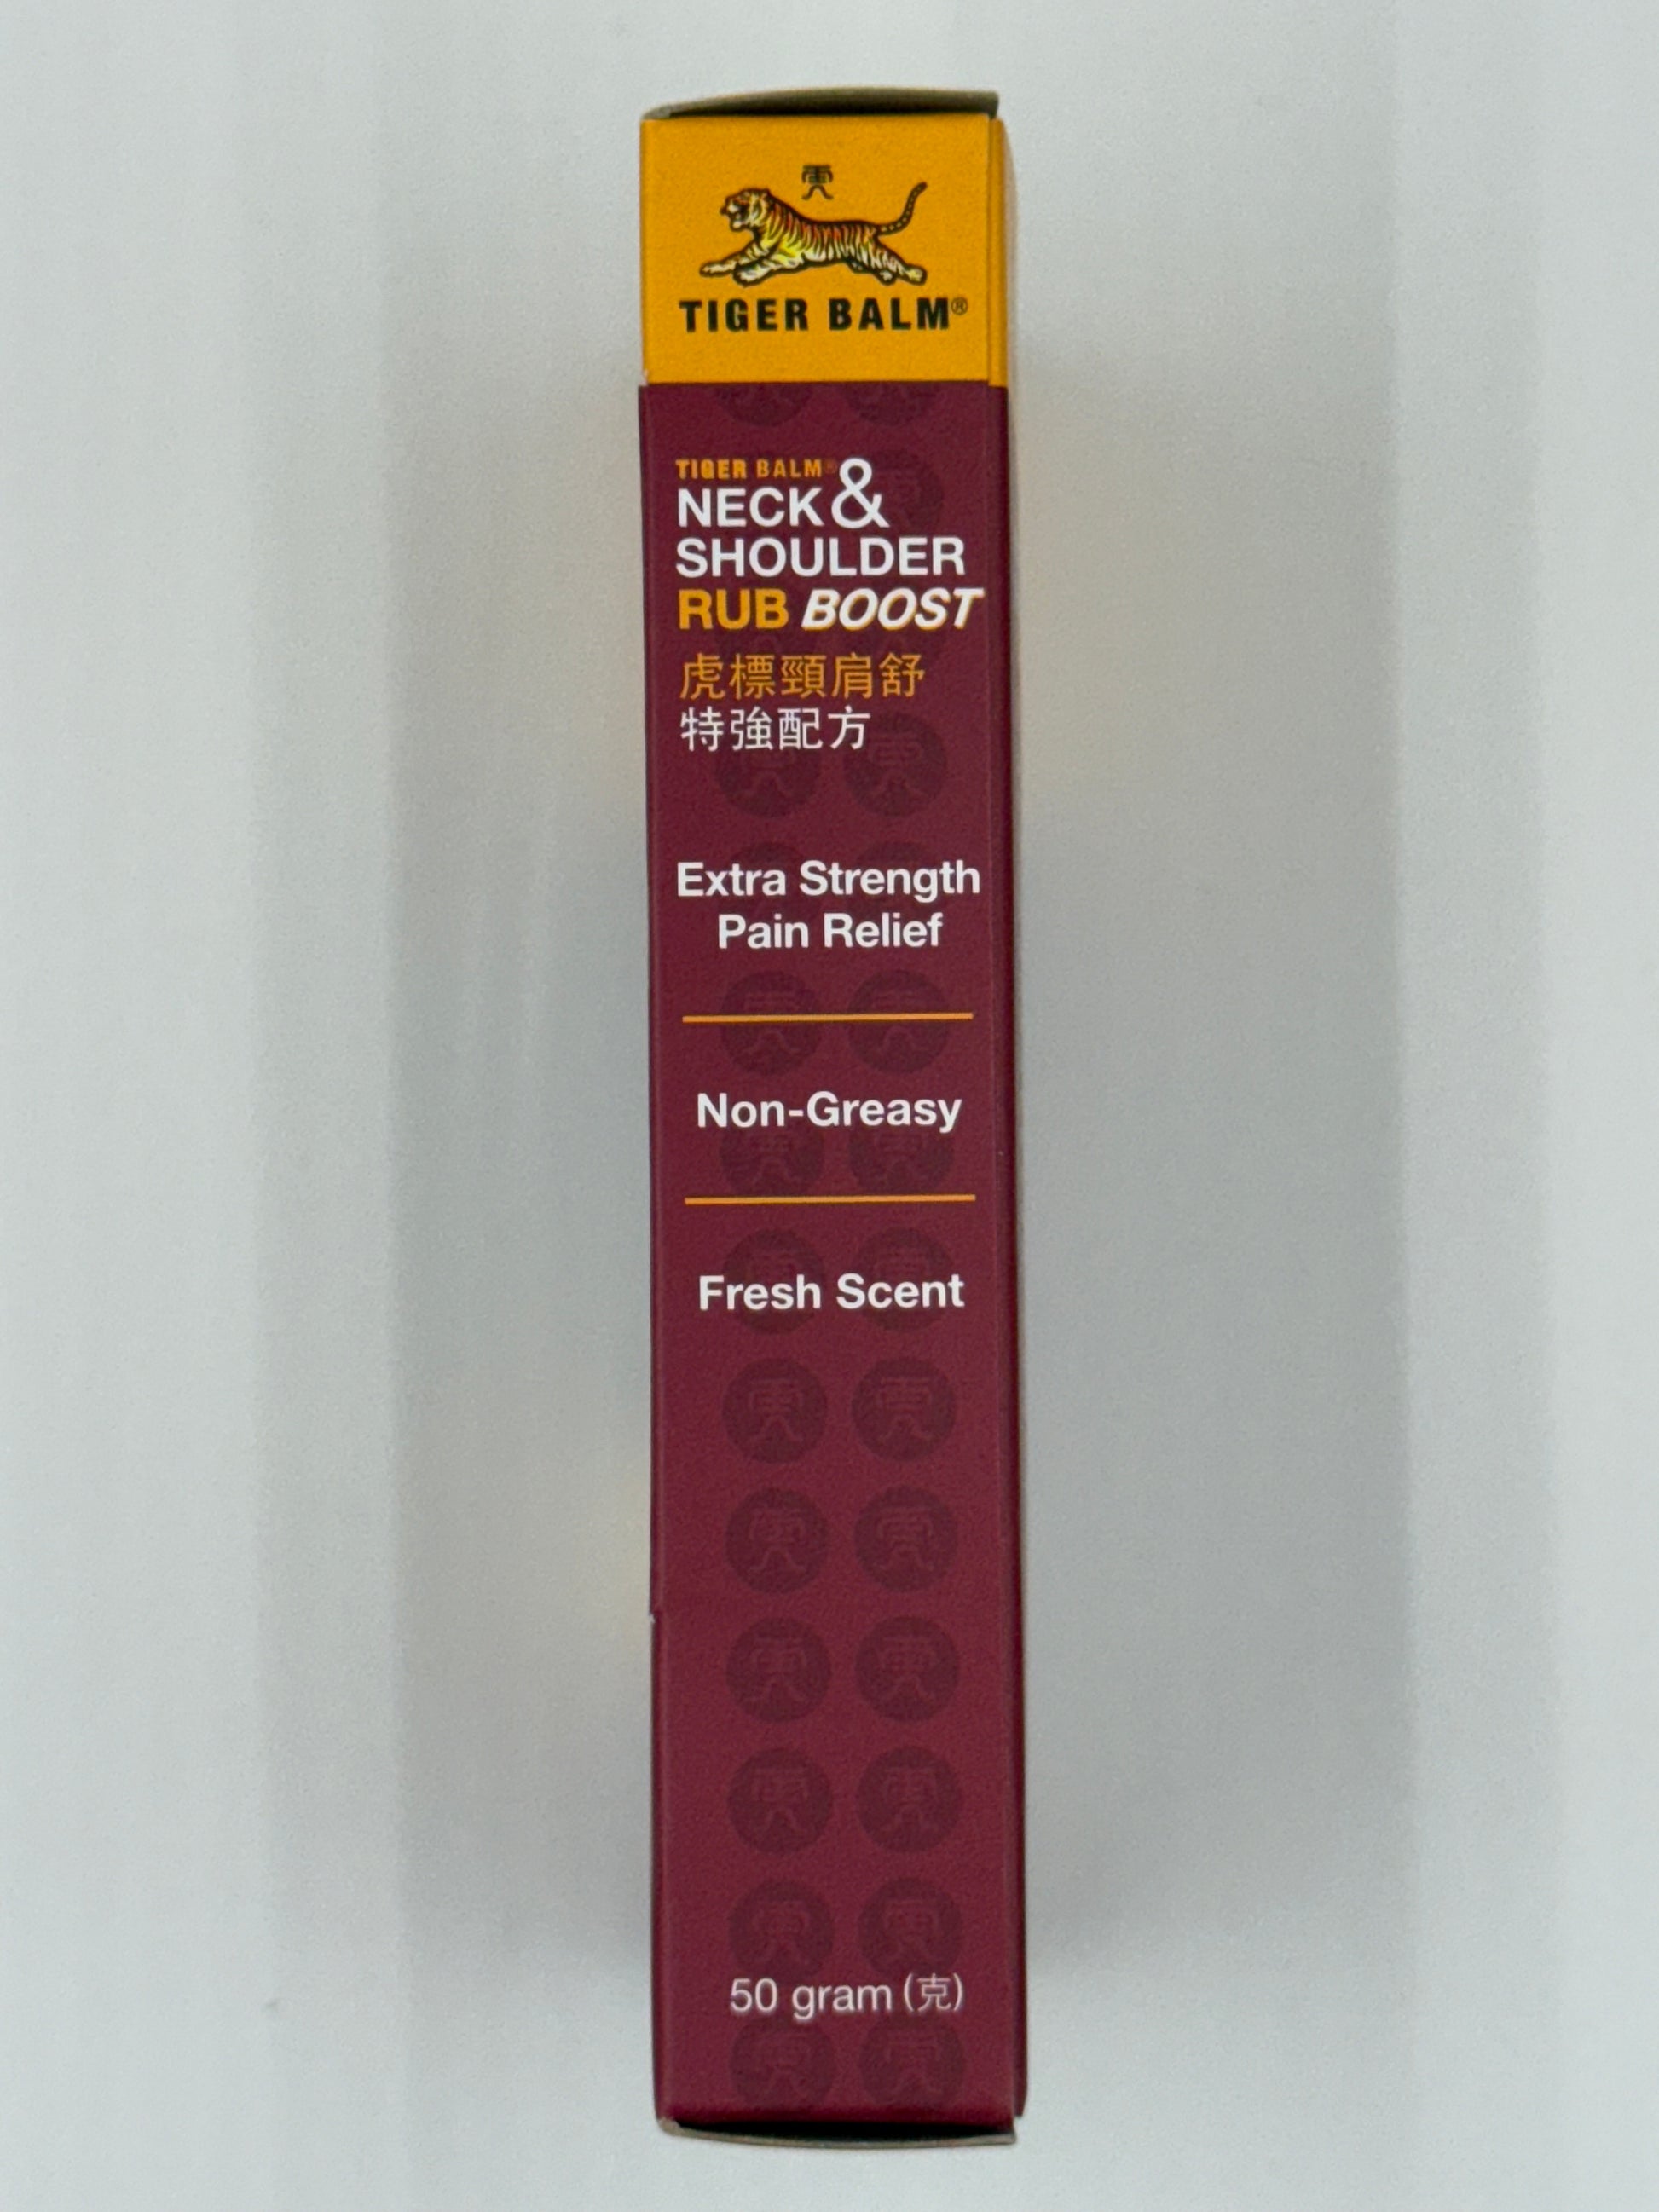 TIGER BALM®
TIGER BALM®
NECK &
SHOULDER
RUB BOOST
虎標頸肩舒
特強配方
Extra Strength
Pain Relief
Non-Greasy
Fresh Scent
50 gram (克)